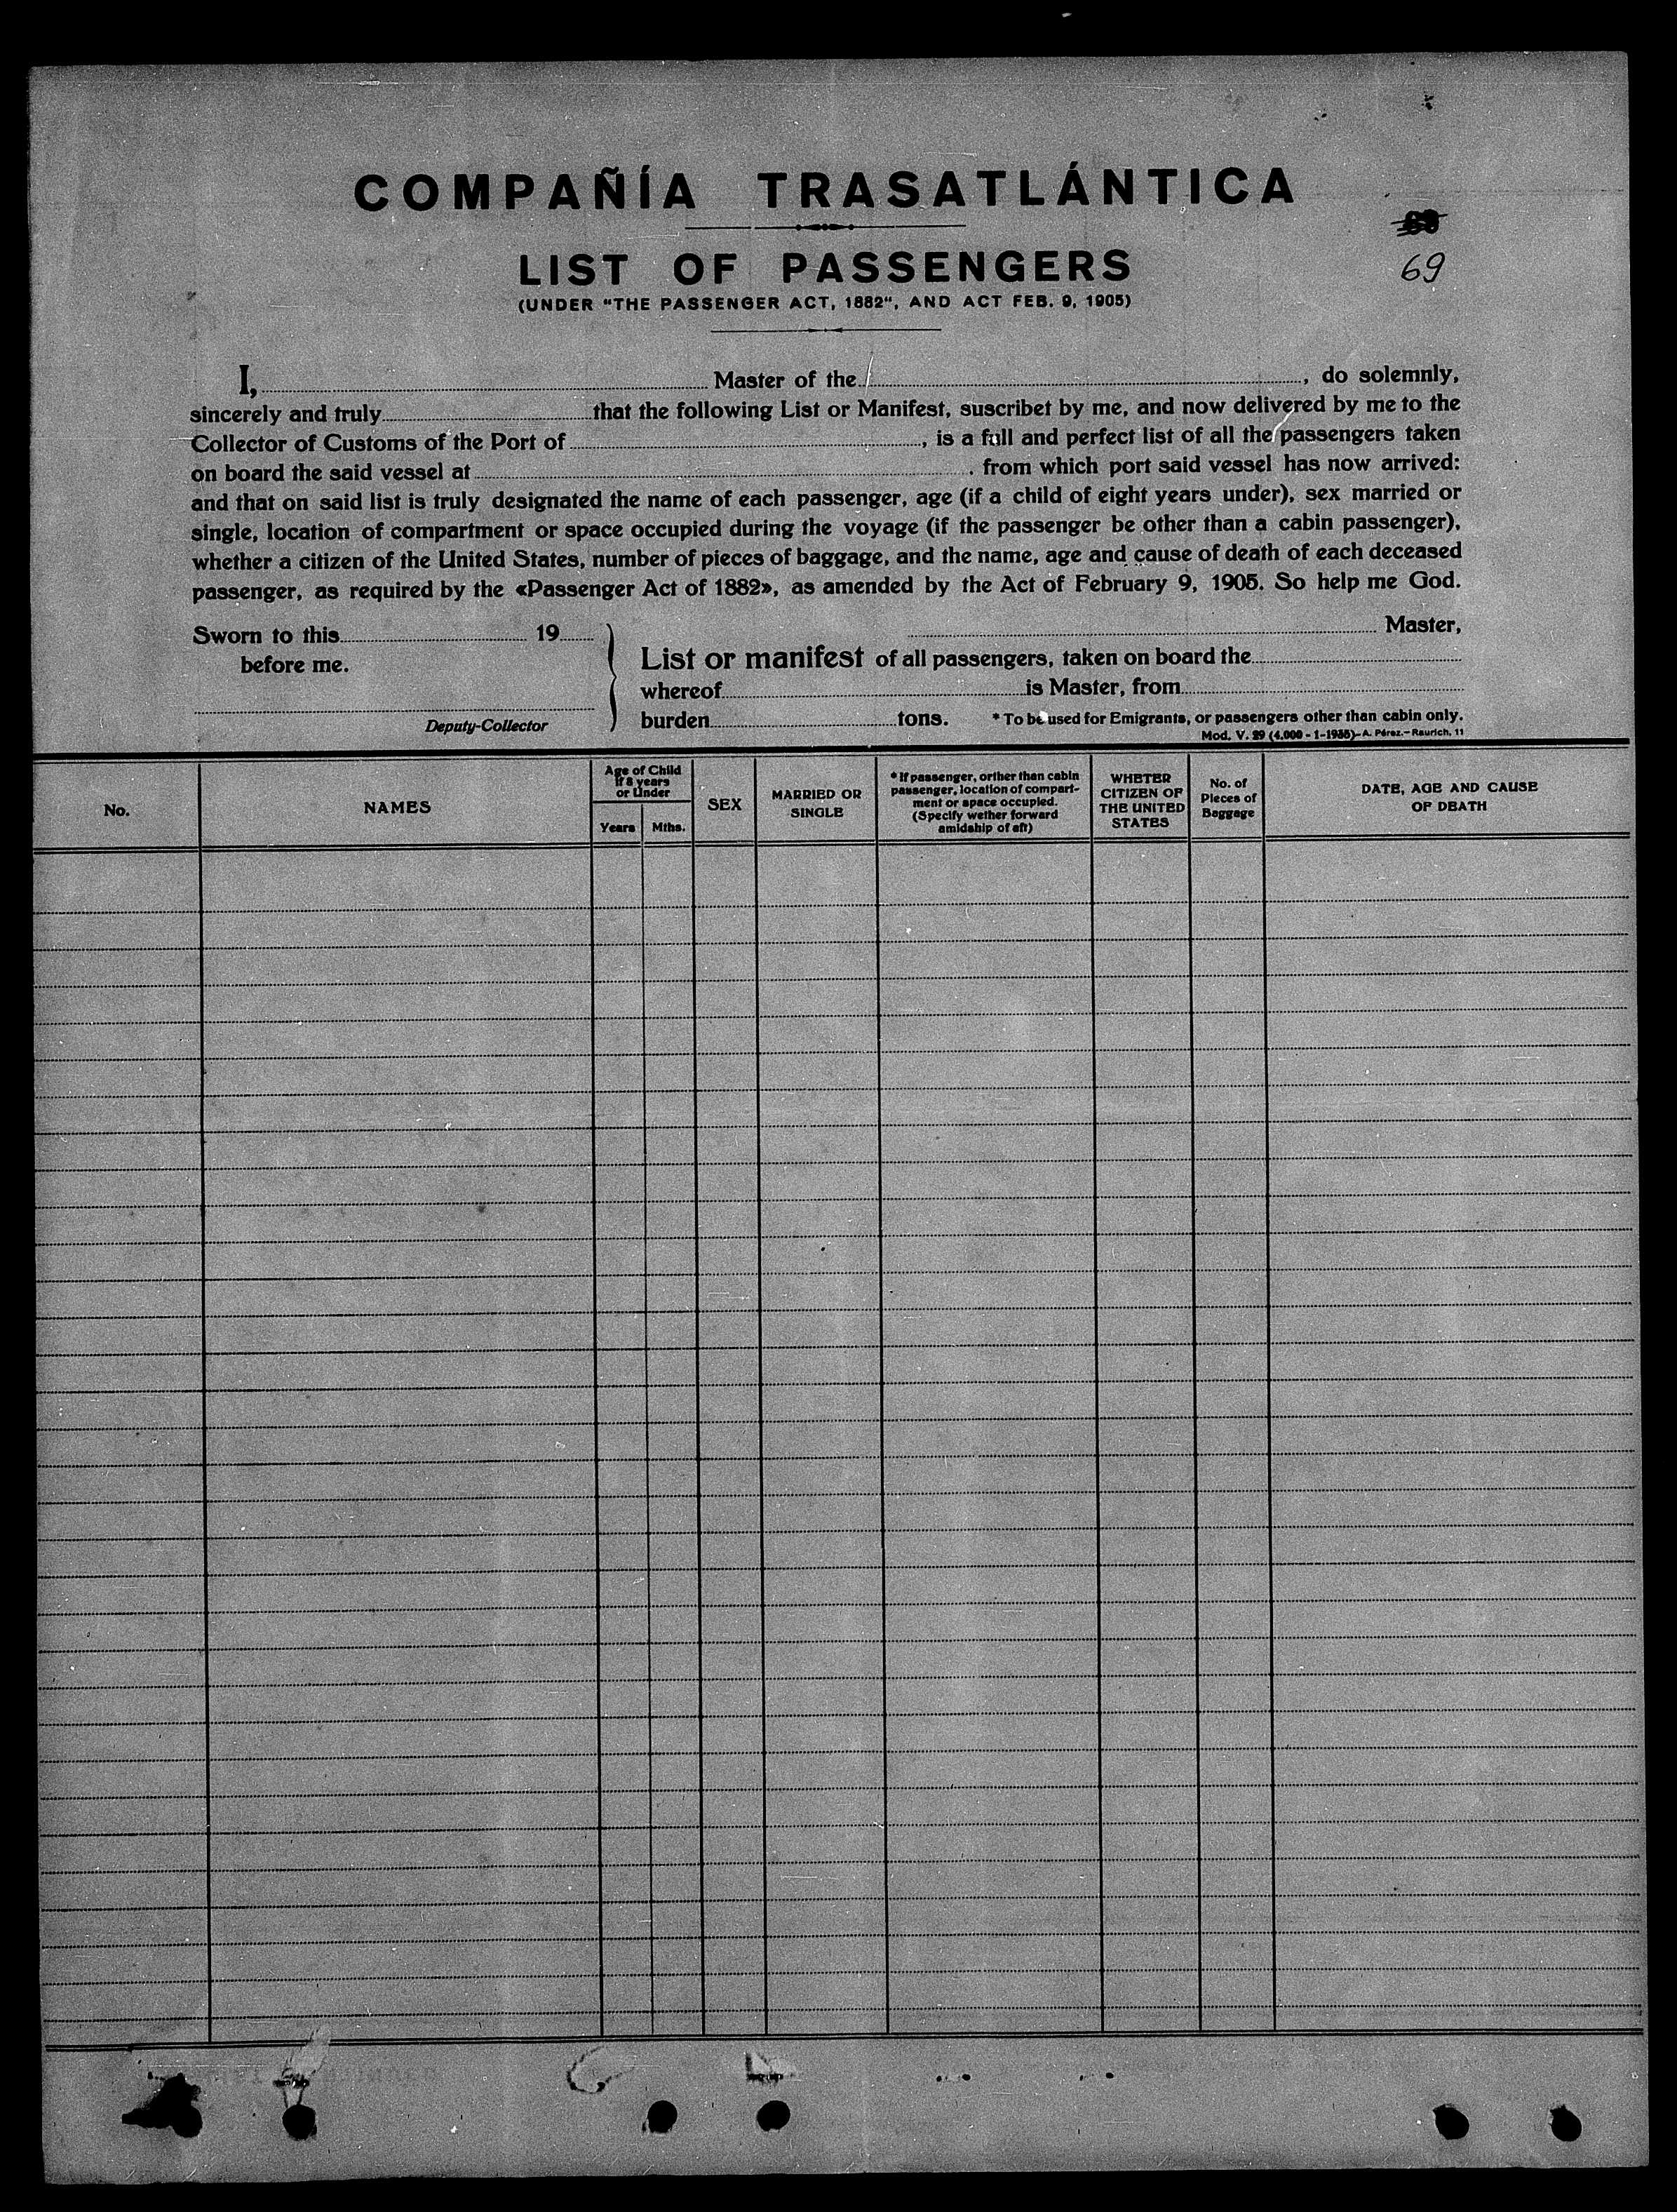 COMPAÑÍA TRASATLÁNTICA
LIST OF PASSENGERS
69
(UNDER "THE PASSENGER ACT, 1882", AND ACT FEB. 9, 1905)
I, Master of the , do solemnly,
sincerely and truly that the following List or Manifest, suscribet by me, and now delivered by me to the
Collector of Customs of the Port of , is a full and perfect list of all the passengers taken
on board the said vessel at , from which port said vessel has now arrived:
and that on said list is truly designated the name of each passenger, age (if a child of eight years under), sex married or
single, location of compartment or space occupied during the voyage (if the passenger be other than a cabin passenger),
whether a citizen of the United States, number of pieces of baggage, and the name, age and cause of death of each deceased
passenger, as required by the «Passenger Act of 1882», as amended by the Act of February 9, 1905. So help me God.
Sworn to this 19
before me.
Deputy-Collector
Master,
List or manifest of all passengers, taken on board the
whereof is Master, from
burden tons. * To be used for Emigrants, or passengers other than cabin only.
Mod. V. 29 (4.000 - 1-1935)-A. Pérez.-Raurich, 11
No.
NAMES
Age of Child
If 8 years
or Under
Years Mths.
SEX
MARRIED OR
SINGLE
* If passenger, orther than cabin
passenger, location of compart-
ment or space occupied.
(Specify wether forward
amidship of aft)
WHETER
CITIZEN OF
THE UNITED
STATES
No. of
Pieces of
Baggage
DATE, AGE AND CAUSE
OF DEATH